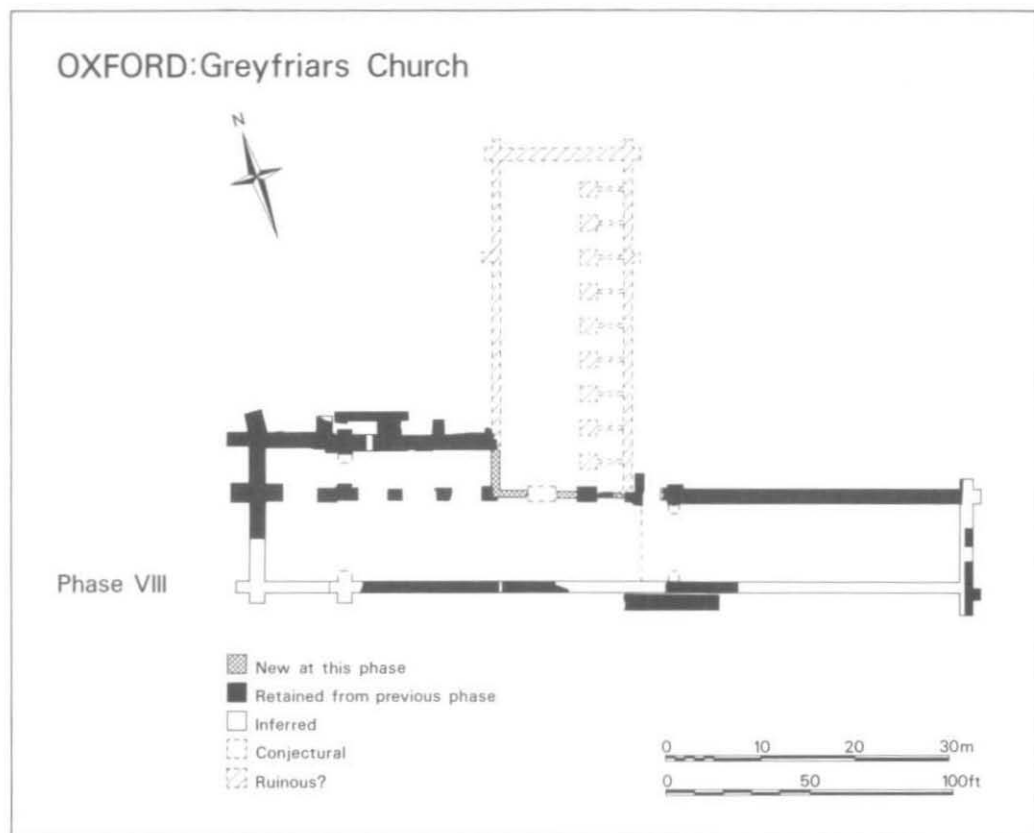 OXFORD:Greyfriars Church
N
Phase VIII
New at this phase
Retained from previous phase
Inferred
Conjectural
Ruinous?
0 10 20 30m
0 50 100ft